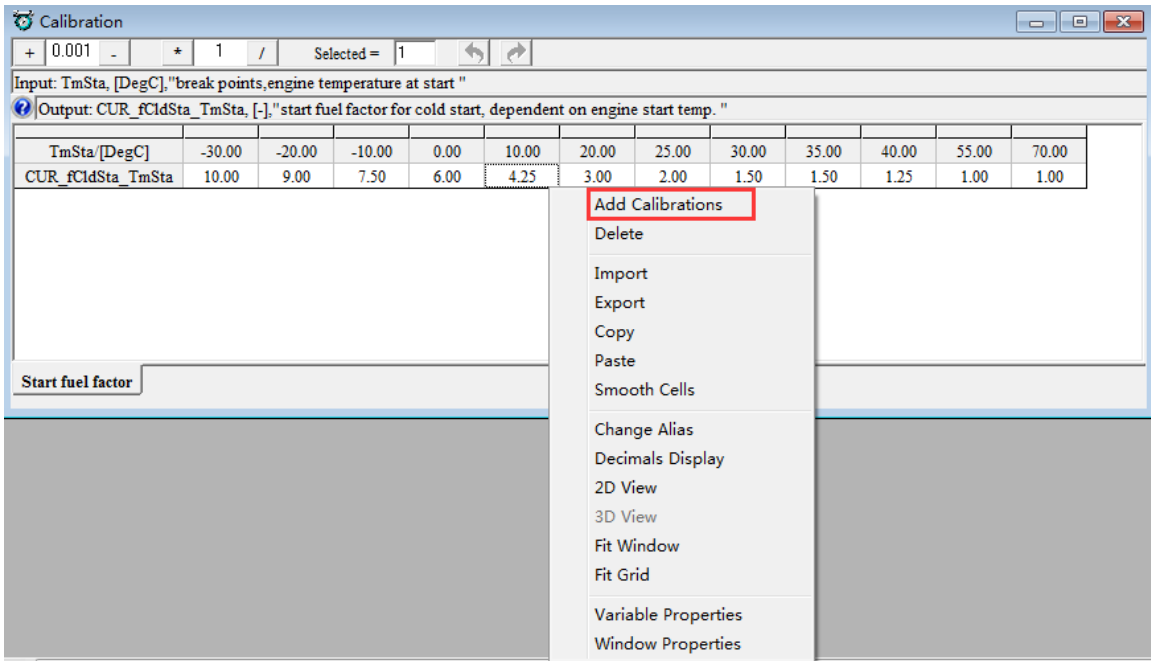 Calibration
+ 0.001 - * 1 / Selected = 1
Input: TmSta, [DegC],"break points,engine temperature at start "
Output: CUR_fCldSta_TmSta, [-],"start fuel factor for cold start, dependent on engine start temp. "
TmSta/[DegC] -30.00 -20.00 -10.00 0.00 10.00 20.00 25.00 30.00 35.00 40.00 55.00 70.00
CUR_fCldSta_TmSta 10.00 9.00 7.50 6.00 4.25 3.00 2.00 1.50 1.50 1.25 1.00 1.00
Add Calibrations
Delete
Import
Export
Copy
Paste
Smooth Cells
Change Alias
Decimals Display
2D View
3D View
Fit Window
Fit Grid
Variable Properties
Window Properties
Start fuel factor